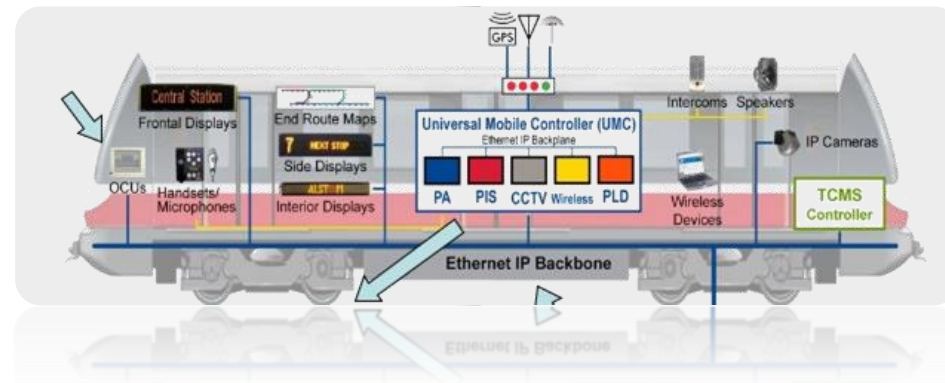 GPS
Central Station
Frontal Displays
End Route Maps
7 NEXT STOP
Side Displays
Interior Displays
OCUs
Handsets/
Microphones
Universal Mobile Controller (UMC)
Ethernet IP Backplane
PA PIS CCTV Wireless PLD
Intercoms Speakers
IP Cameras
Wireless
Devices
TCMS
Controller
Ethernet IP Backbone
Ethernet IP Backbone